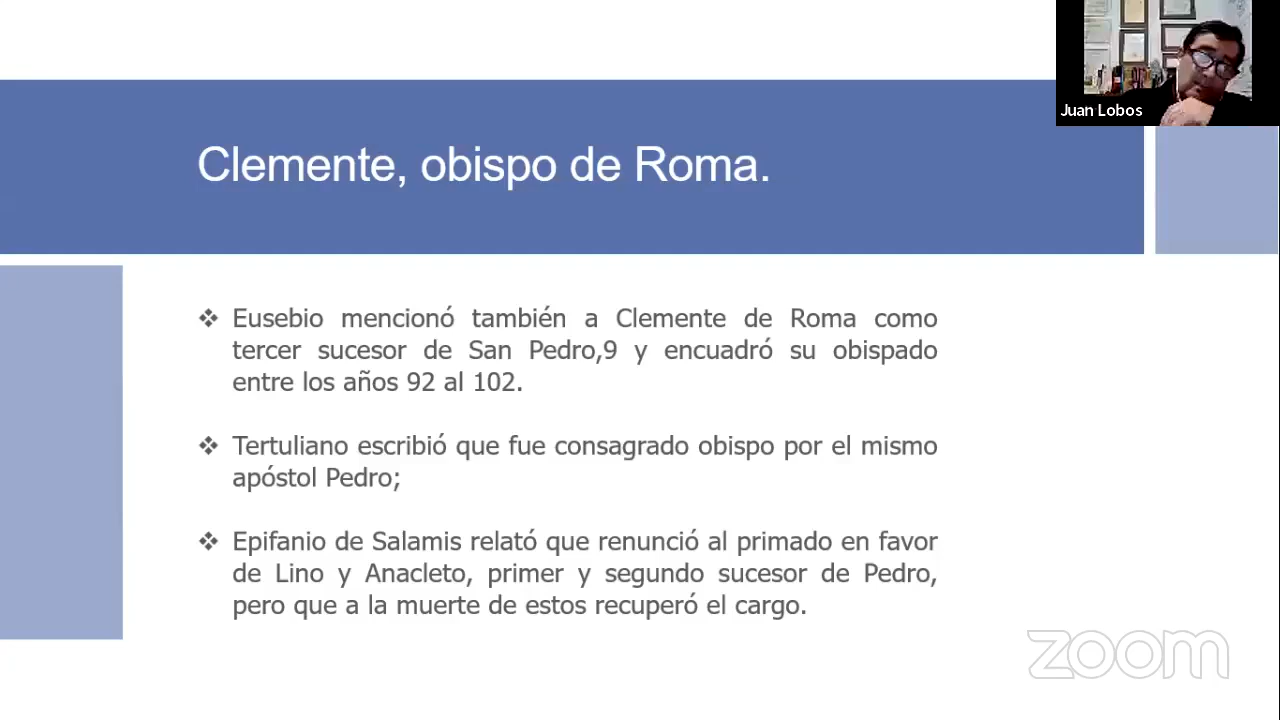 Juan Lobos
Clemente, obispo de Roma.
❖ Eusebio mencionó también a Clemente de Roma como
tercer sucesor de San Pedro,9 y encuadró su obispado
entre los años 92 al 102.
❖ Tertuliano escribió que fue consagrado obispo por el mismo
apóstol Pedro;
❖ Epifanio de Salamis relató que renunció al primado en favor
de Lino y Anacleto, primer y segundo sucesor de Pedro,
pero que a la muerte de estos recuperó el cargo.
zoom